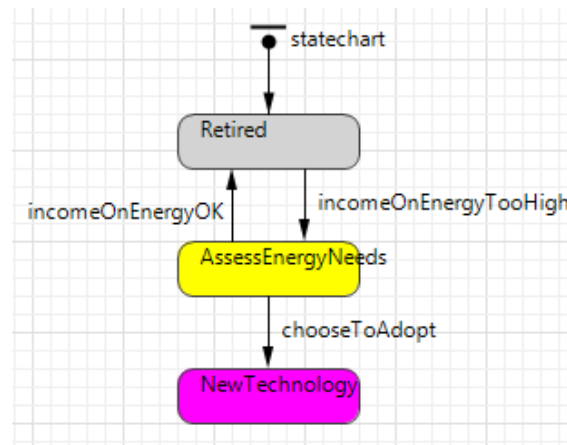 statechart
Retired
incomeOnEnergyOK
incomeOnEnergyTooHigh
AssessEnergyNeeds
chooseToAdopt
NewTechnology